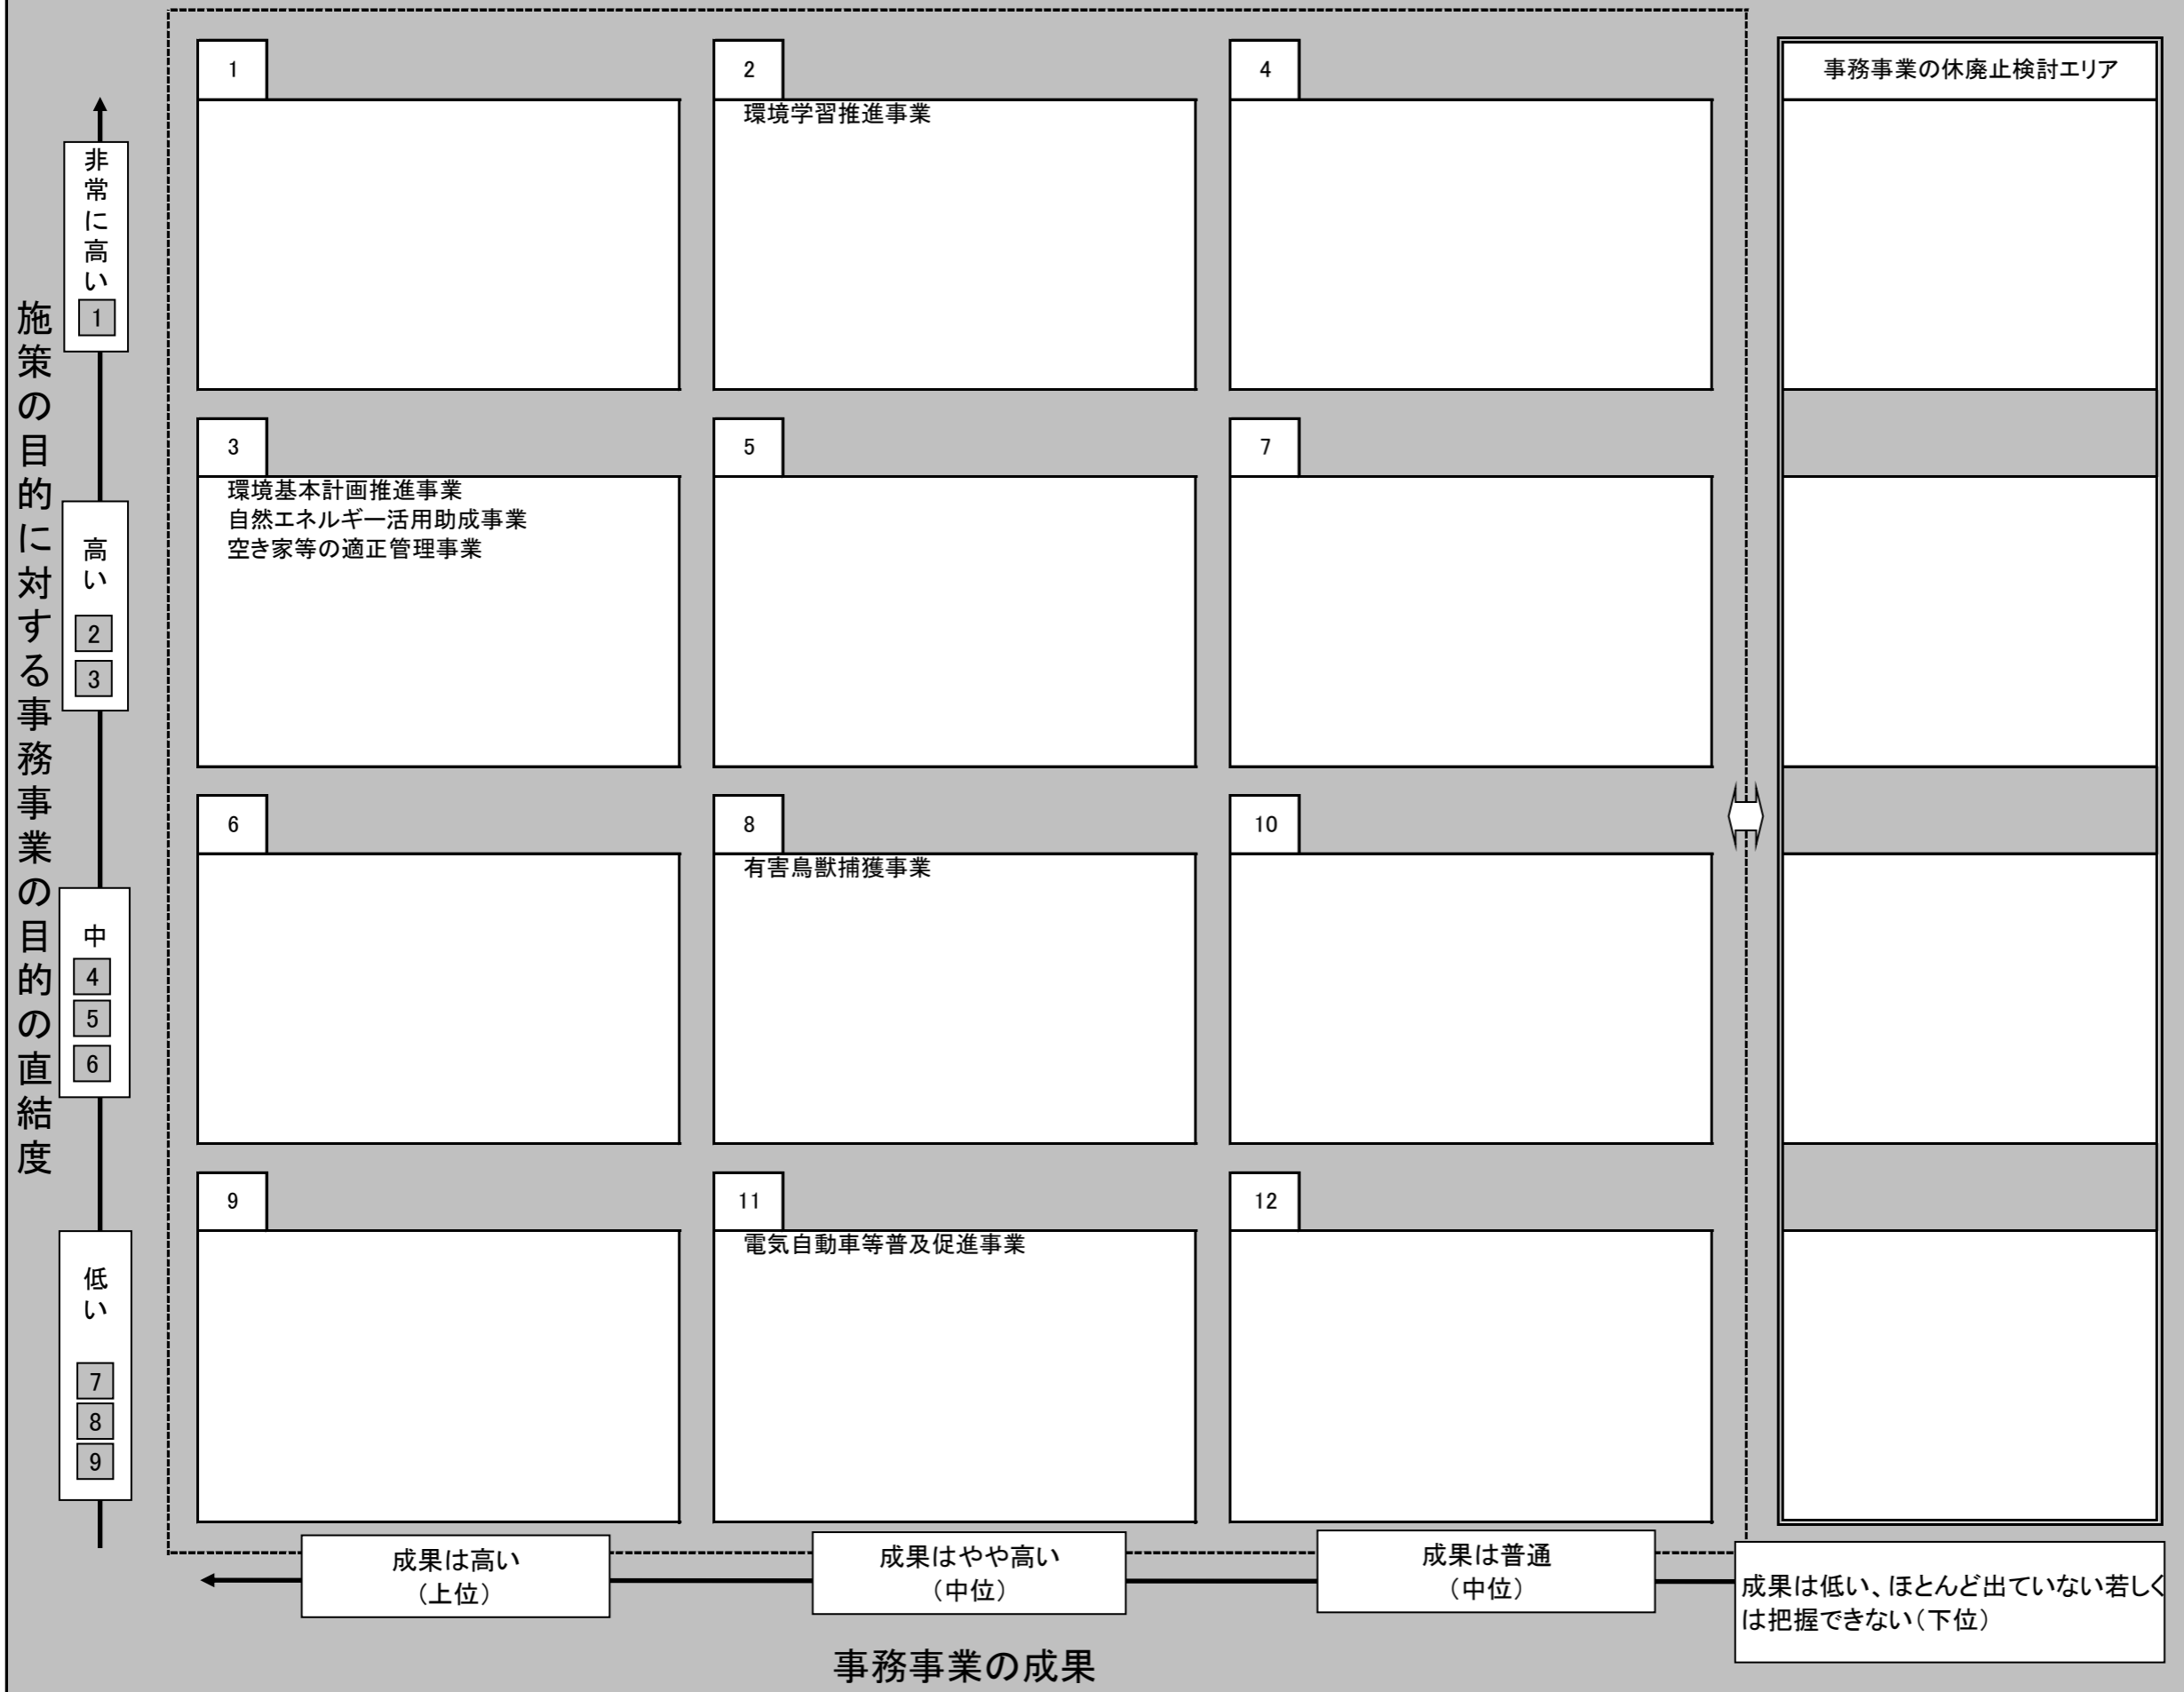 施策の目的に対する事務事業の目的の直結度
非常に高い
1
高い
2
3
中
4
5
6
低い
7
8
9
1
2
環境学習推進事業
4
事務事業の休廃止検討エリア
3
環境基本計画推進事業
自然エネルギー活用助成事業
空き家等の適正管理事業
5
7
6
8
有害鳥獣捕獲事業
10
9
11
電気自動車等普及促進事業
12
成果は高い
（上位）
成果はやや高い
（中位）
成果は普通
（中位）
成果は低い、ほとんど出ていない若しく
は把握できない（下位）
事務事業の成果